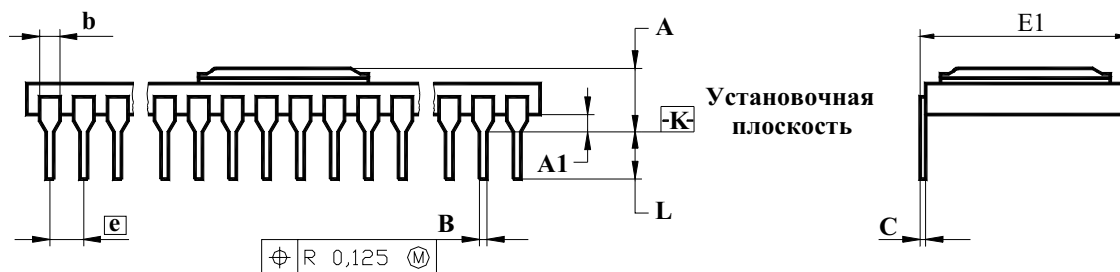 b
A
E1
Установочная
плоскость
-K-
A1
L
e
B
C
⌖ R 0,125 Ⓜ